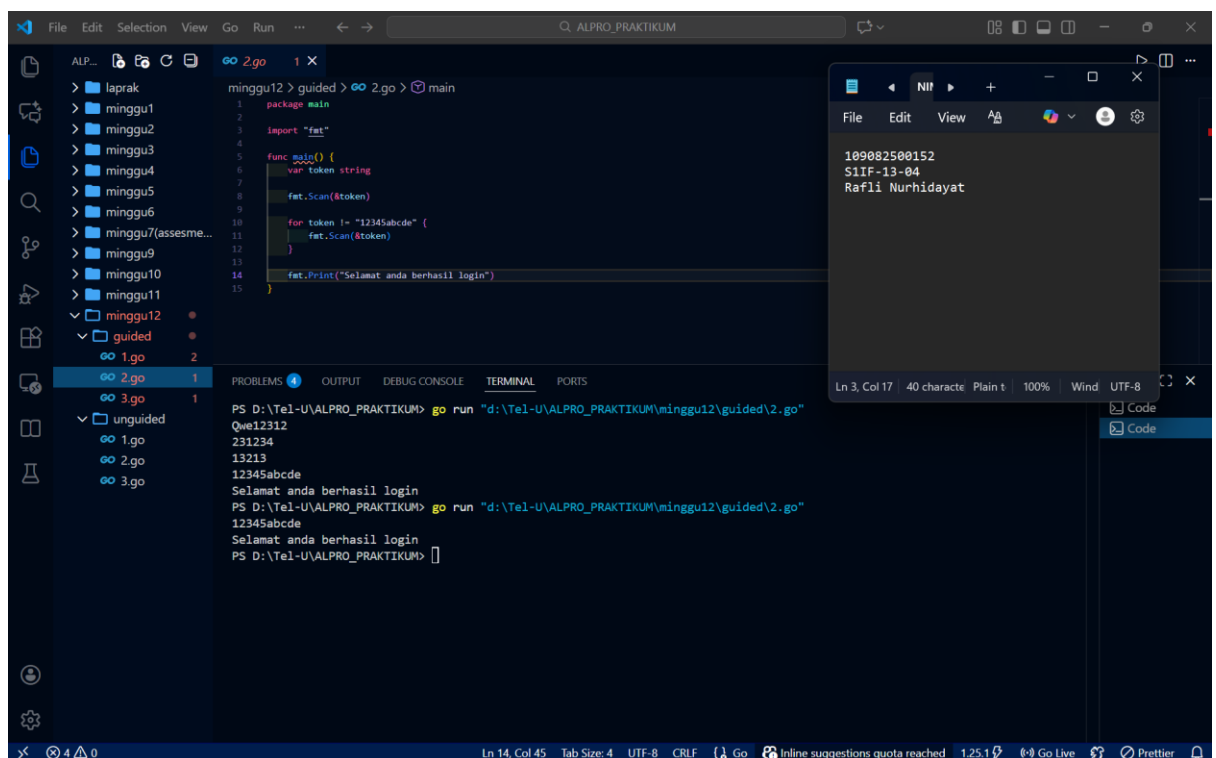 File Edit Selection View Go Run ··· ALPRO_PRAKTIKUM
ALP...
laprak
minggu1
minggu2
minggu3
minggu4
minggu5
minggu6
minggu7(assesme...
minggu9
minggu10
minggu11
minggu12
guided
GO 1.go 2
GO 2.go 1
GO 3.go 1
unguided
GO 1.go
GO 2.go
GO 3.go
GO 2.go 1
minggu12 > guided > GO 2.go > main
1 package main
2
3 import "fmt"
4
5 func main() {
6 var token string
7
8 fmt.Scan(&token)
9
10 for token != "12345abcde" {
11 fmt.Scan(&token)
12 }
13
14 fmt.Print("Selamat anda berhasil login")
15 }
File Edit View
109082500152
S1IF-13-04
Rafli Nurhidayat
Ln 3, Col 17 40 characte Plain t 100% Wind UTF-8
PROBLEMS 4 OUTPUT DEBUG CONSOLE TERMINAL PORTS
PS D:\Tel-U\ALPRO_PRAKTIKUM> go run "d:\Tel-U\ALPRO_PRAKTIKUM\minggu12\guided\2.go"
Qwe12312
231234
13213
12345abcde
Selamat anda berhasil login
PS D:\Tel-U\ALPRO_PRAKTIKUM> go run "d:\Tel-U\ALPRO_PRAKTIKUM\minggu12\guided\2.go"
12345abcde
Selamat anda berhasil login
PS D:\Tel-U\ALPRO_PRAKTIKUM>
Code
Code
4 0 Ln 14, Col 45 Tab Size: 4 UTF-8 CRLF {} Go Inline suggestions quota reached 1.25.1 Go Live Prettier